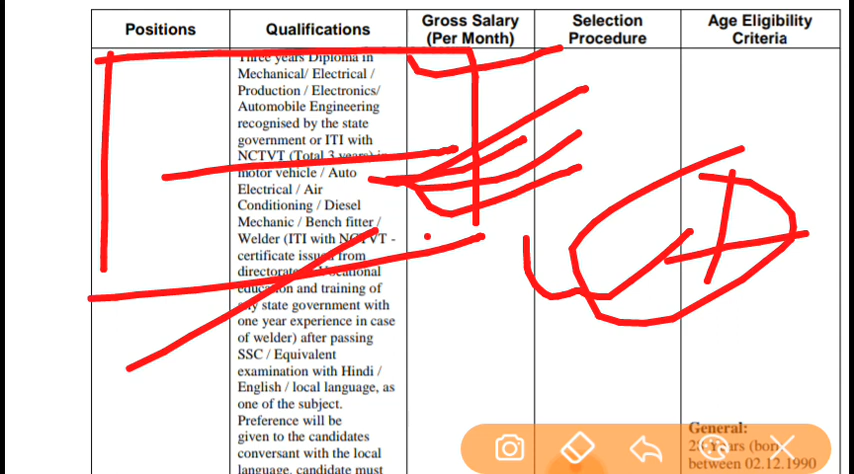 Positions
Qualifications
Gross Salary
(Per Month)
Selection
Procedure
Age Eligibility
Criteria
Three years Diploma in
Mechanical/ Electrical /
Production / Electronics/
Automobile Engineering
recognised by the state
government or ITI with
NCTVT (Total 3 years) in
motor vehicle / Auto
Electrical / Air
Conditioning / Diesel
Mechanic / Bench fitter /
Welder (ITI with NCTVT -
certificate issued from
directorate Vocational
education and training of
state government with
one year experience in case
of welder) after passing
SSC / Equivalent
examination with Hindi /
English / local language, as
one of the subject.
Preference will be
given to the candidates
conversant with the local
language, candidate must
General:
Years (born
between 02.12.1990